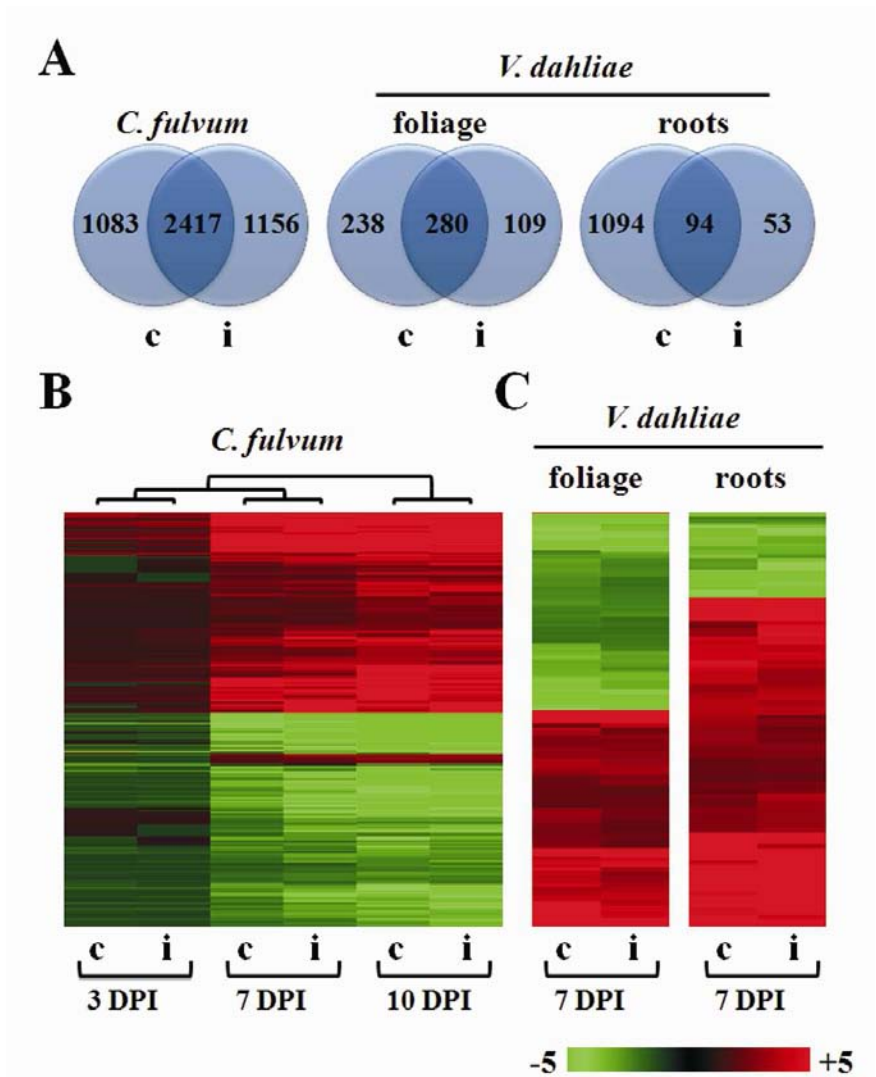 A
V. dahliae
C. fulvum
foliage
roots
1083 2417 1156
238 280 109
1094 94 53
c i
c i
c i
B
C. fulvum
C
V. dahliae
foliage
roots
c i c i c i
3 DPI 7 DPI 10 DPI
c i c i
7 DPI 7 DPI
-5 +5